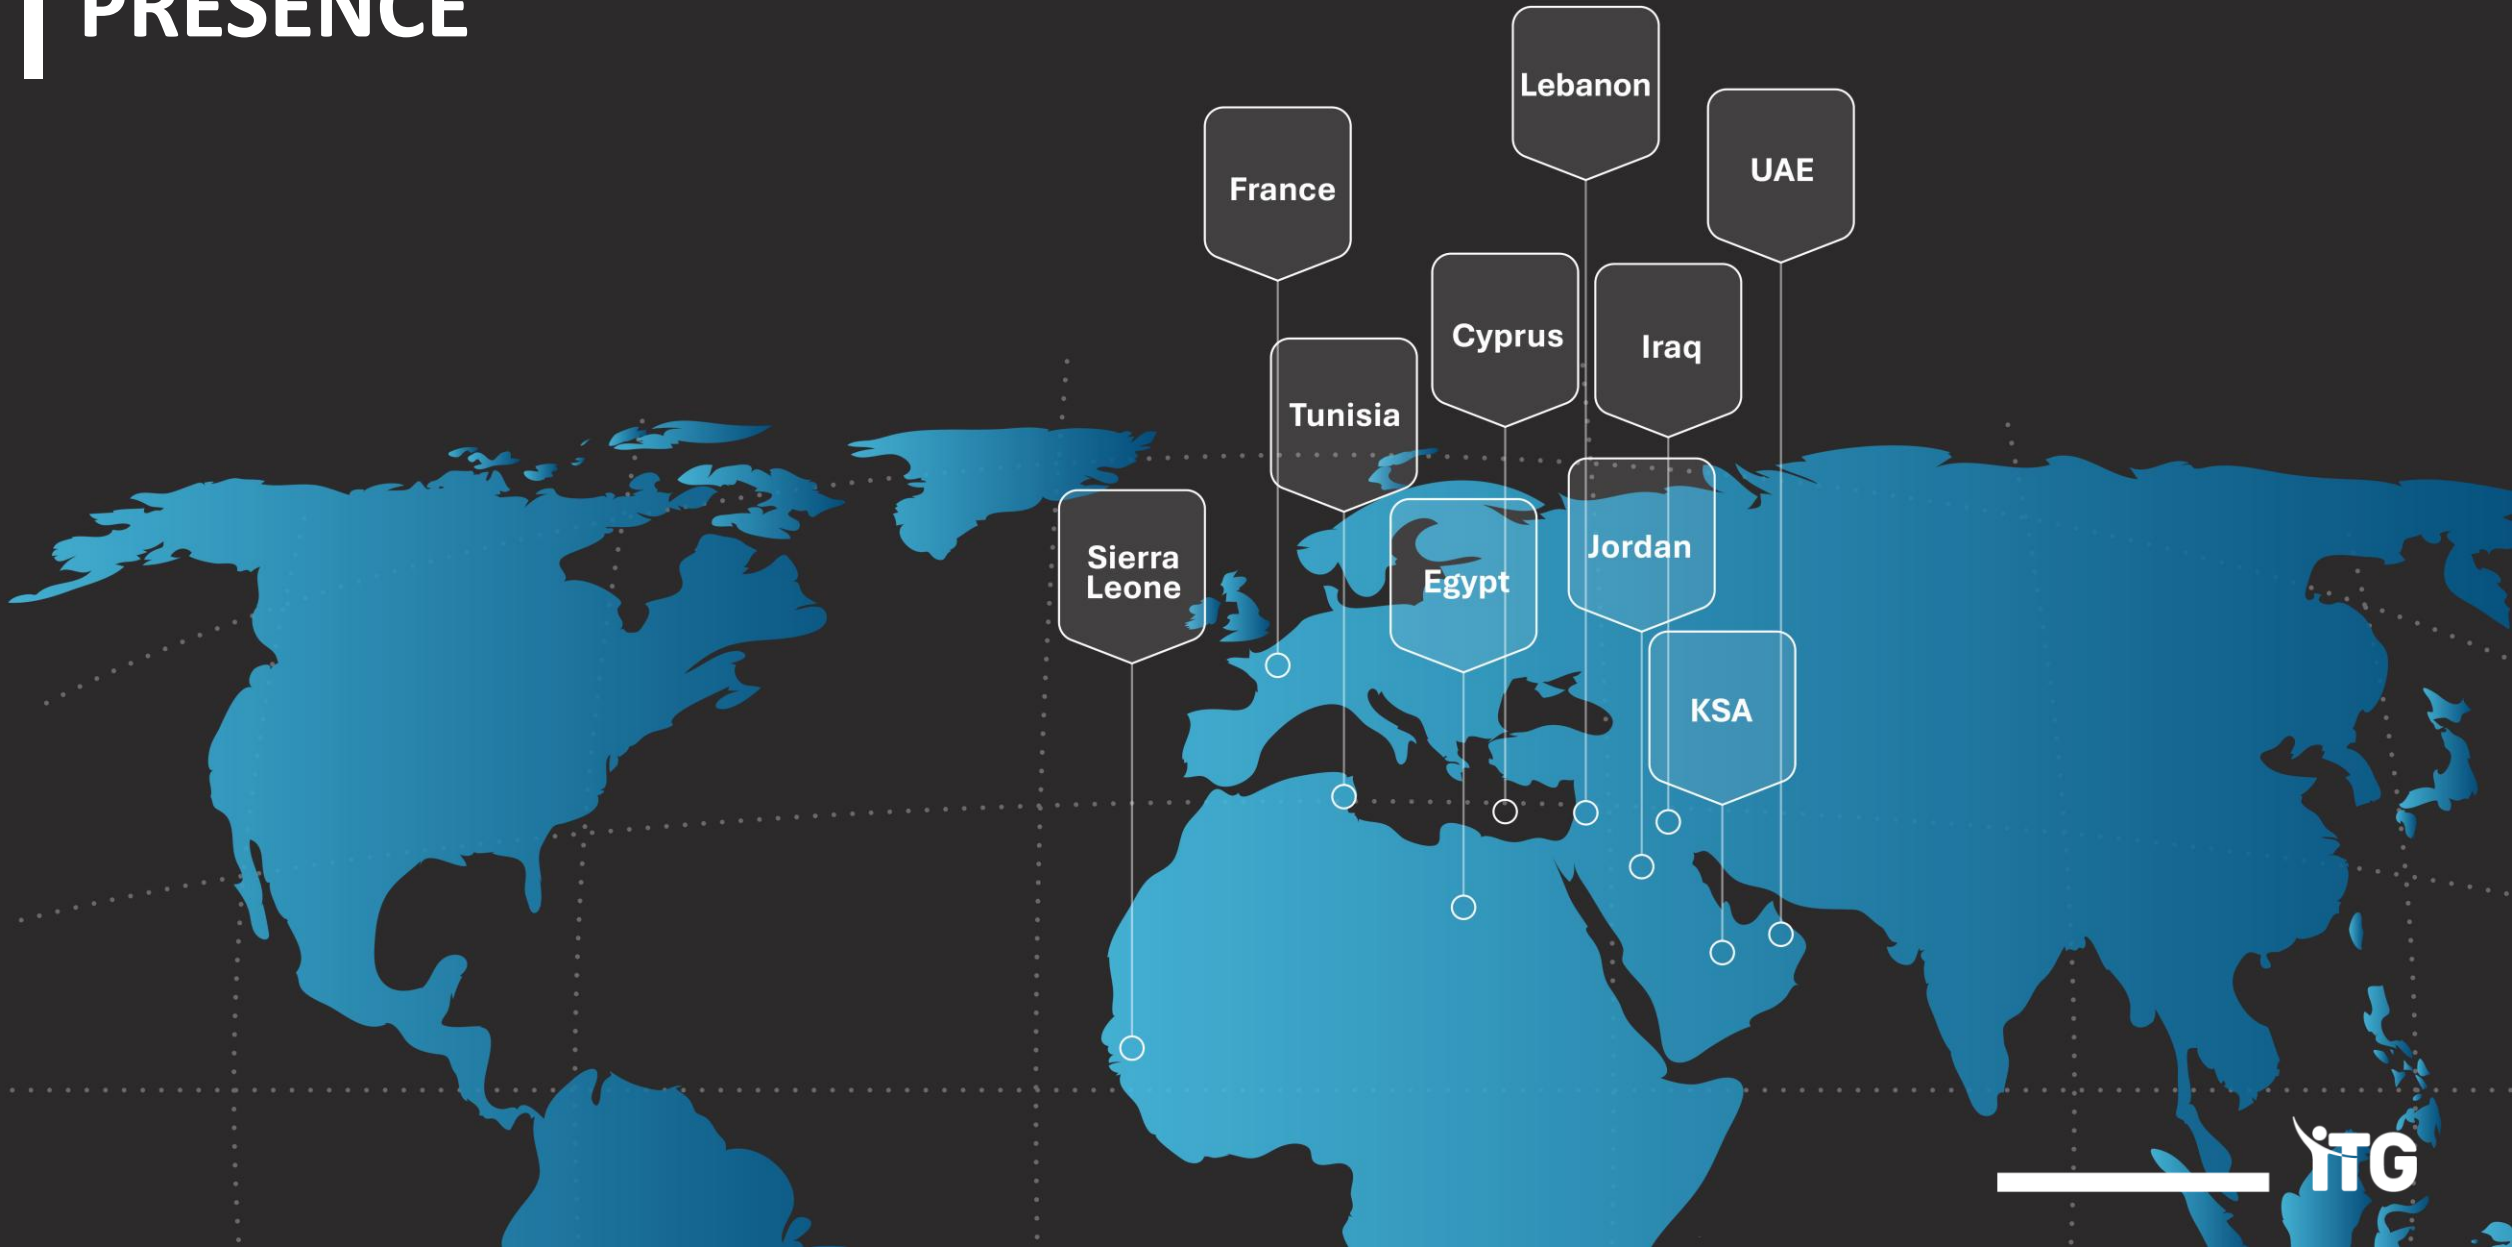 PRESENCE
Lebanon
UAE
France
Cyprus
Iraq
Tunisia
Jordan
Sierra
Leone
Egypt
KSA
iTG